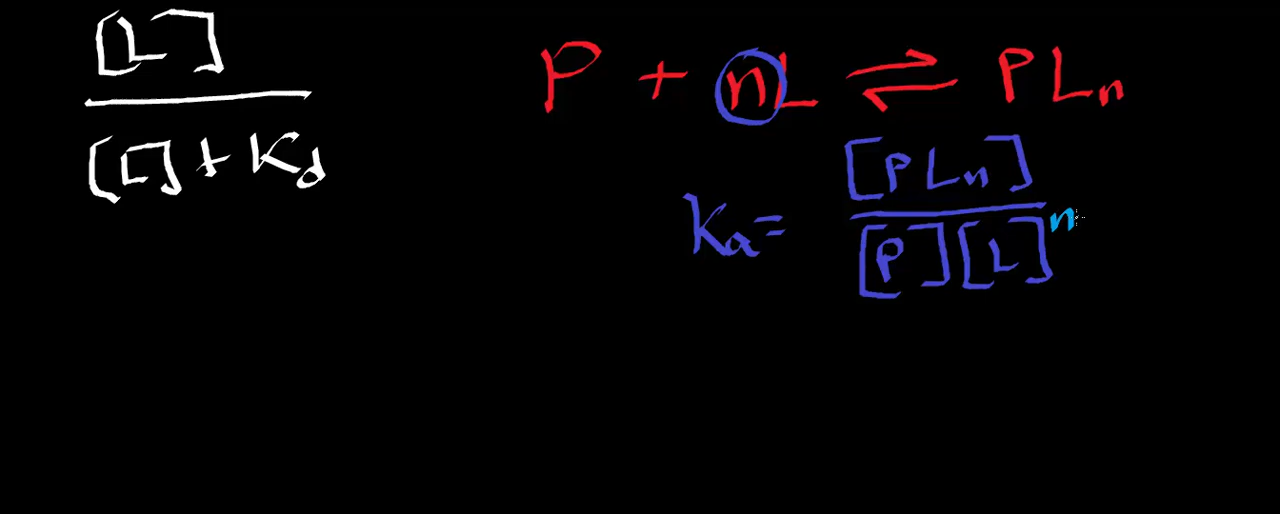 [L]
[L] + Kd
P + nL ⇌ PLn
[PLn]
Ka =
[P][L]^n